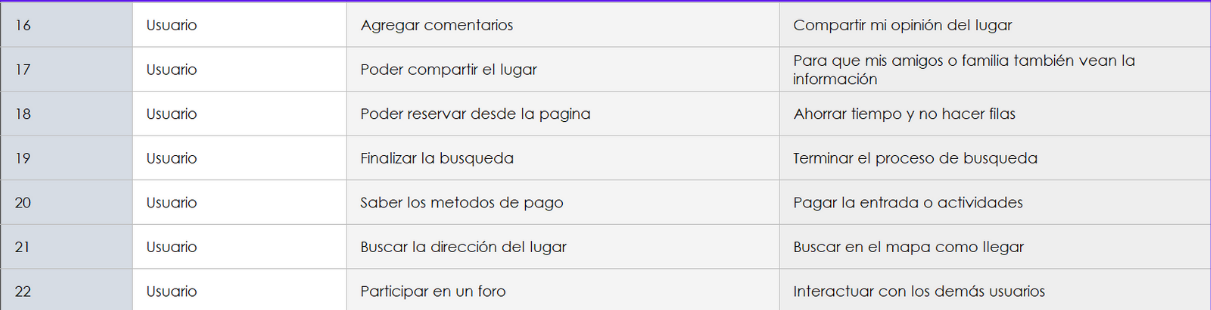 16 Usuario Agregar comentarios Compartir mi opinión del lugar
17 Usuario Poder compartir el lugar Para que mis amigos o familia también vean la
información
18 Usuario Poder reservar desde la pagina Ahorrar tiempo y no hacer filas
19 Usuario Finalizar la busqueda Terminar el proceso de busqueda
20 Usuario Saber los metodos de pago Pagar la entrada o actividades
21 Usuario Buscar la dirección del lugar Buscar en el mapa como llegar
22 Usuario Participar en un foro Interactuar con los demás usuarios